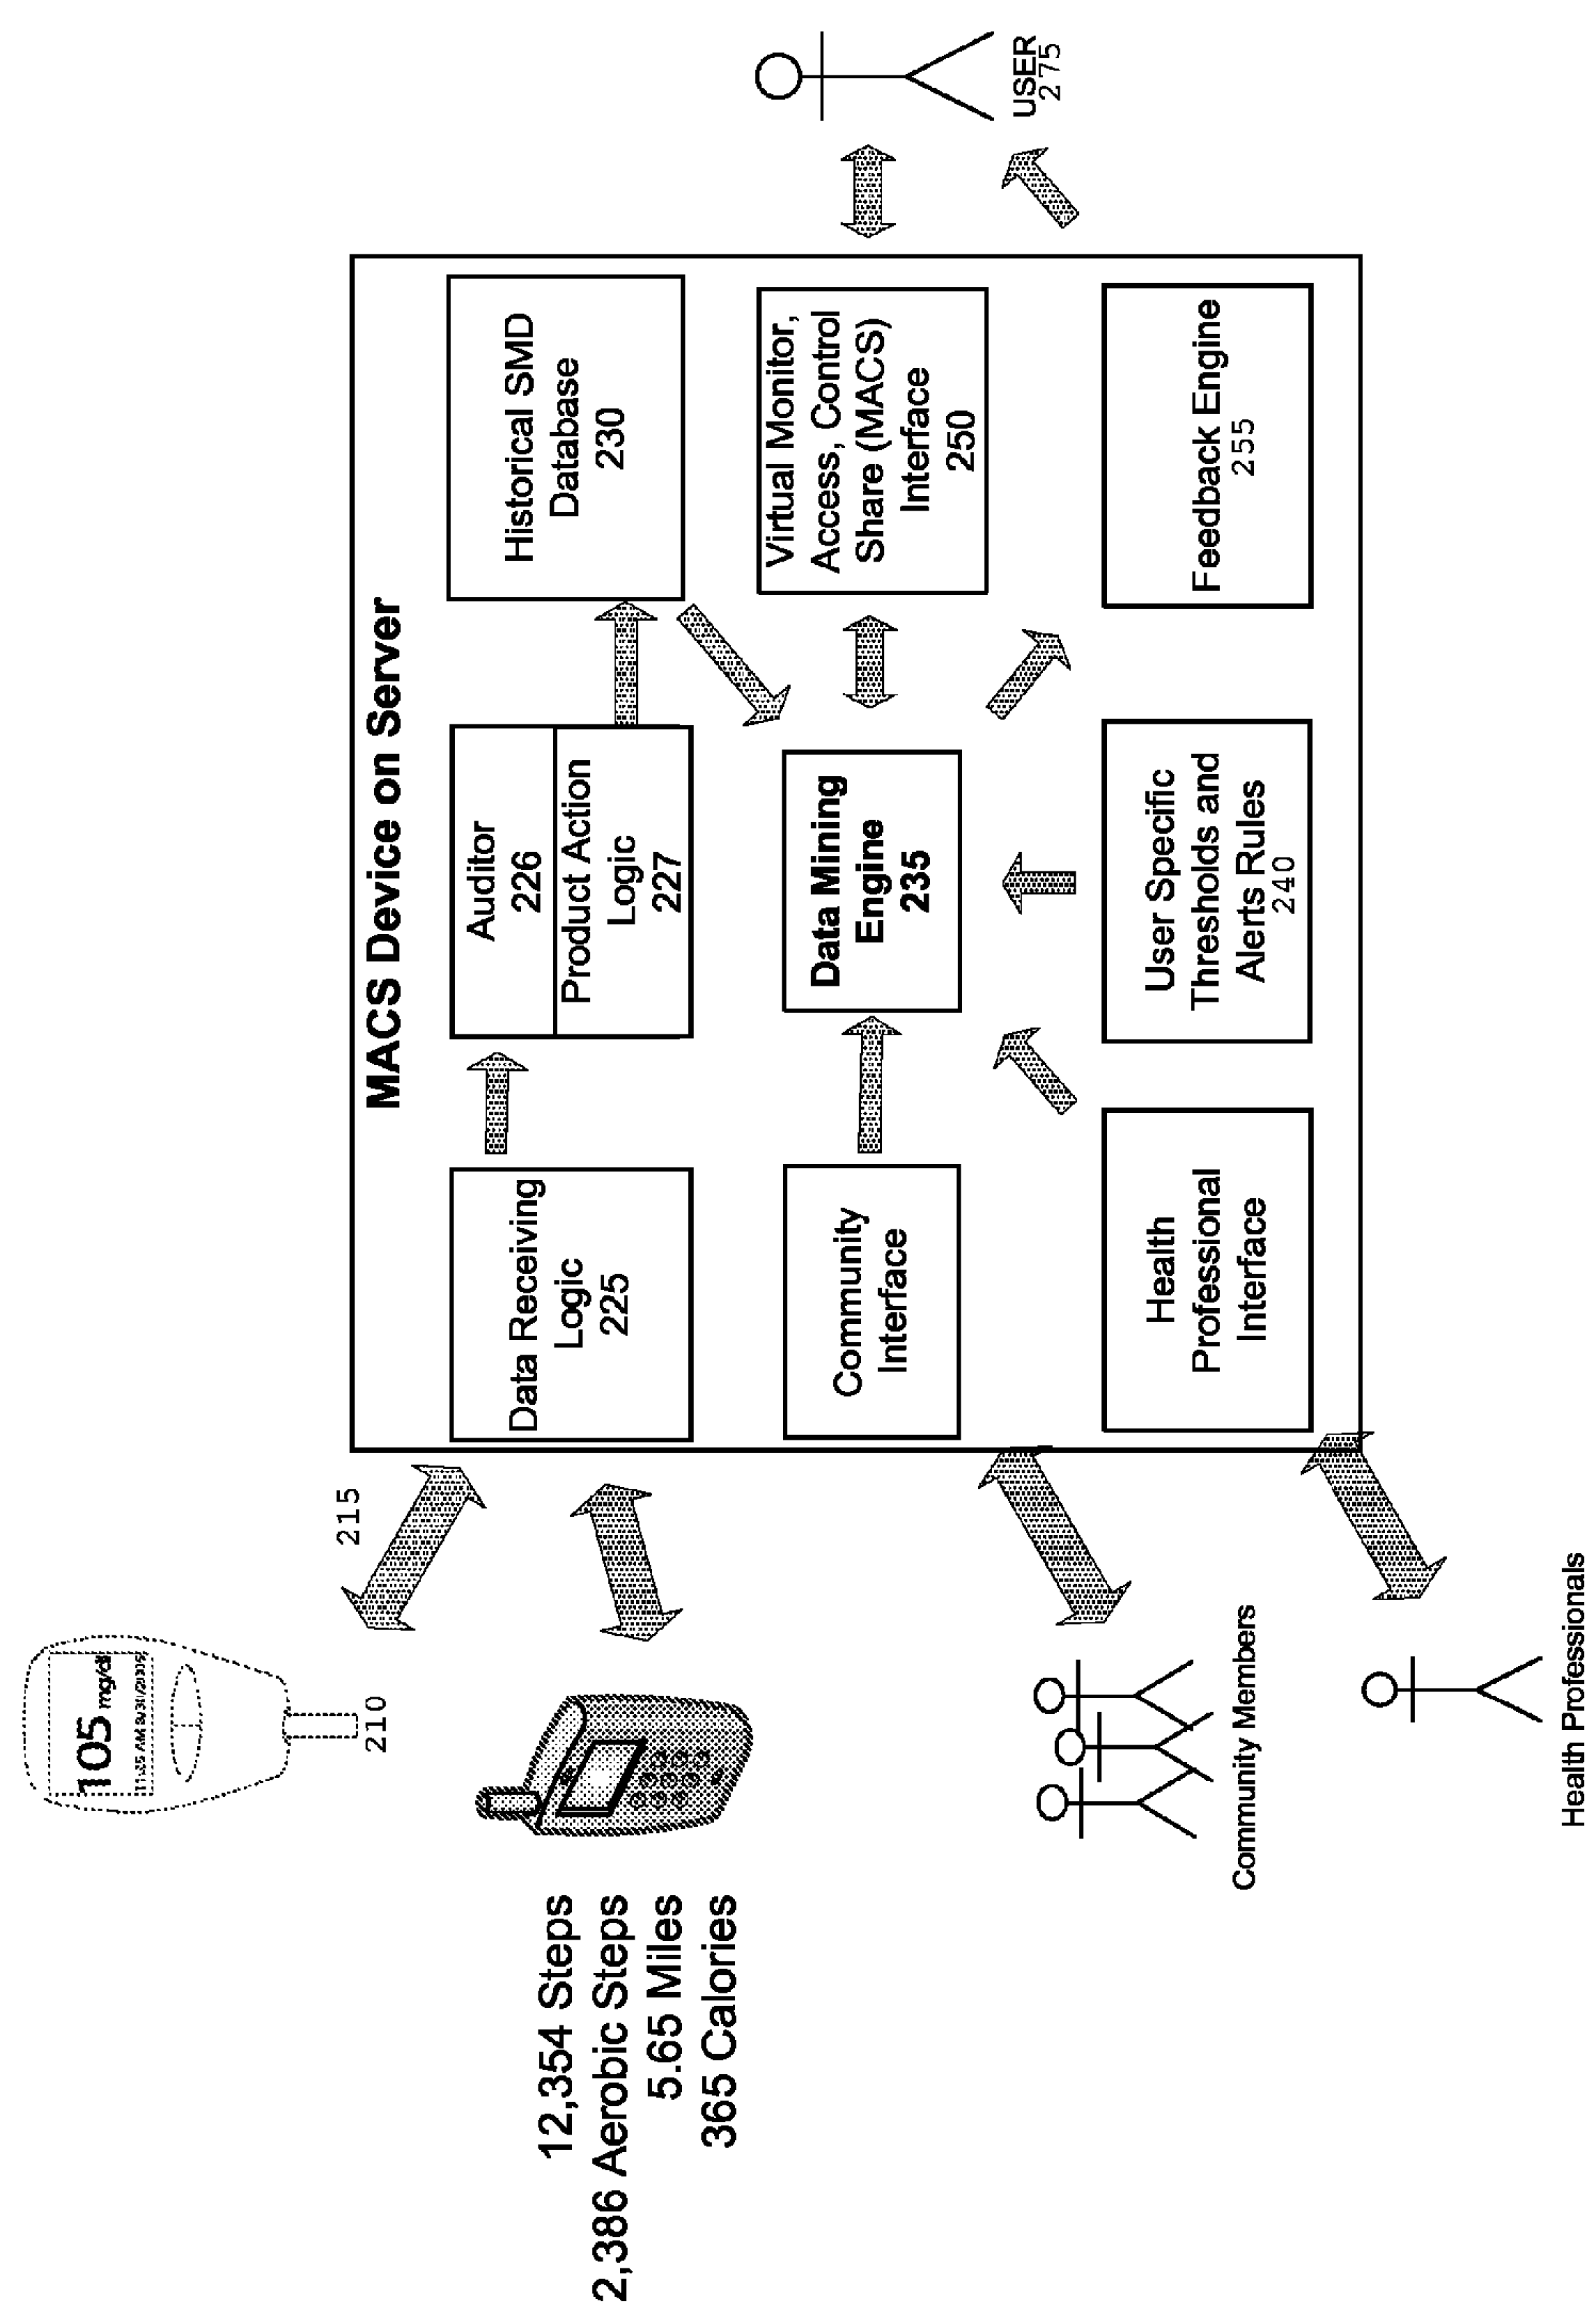 105 mg/dl
210
215
12,354 Steps
2,386 Aerobic Steps
5.65 Miles
365 Calories
MACS Device on Server
Data Receiving
Logic
225
Auditor
226
Product Action
Logic
227
Historical SMD
Database
230
Community
Interface
Data Mining
Engine
235
Virtual Monitor,
Access, Control
Share (MACS)
Interface
250
Health
Professional
Interface
User Specific
Thresholds and
Alerts Rules
240
Feedback Engine
255
USER
275
Community Members
Health Professionals